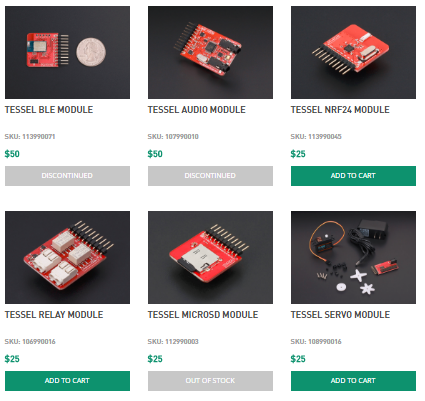 TESSEL BLE MODULE
SKU: 113990071
$50
DISCONTINUED
TESSEL AUDIO MODULE
SKU: 107990010
$50
DISCONTINUED
TESSEL NRF24 MODULE
SKU: 113990045
$25
ADD TO CART
TESSEL RELAY MODULE
SKU: 106990016
$25
ADD TO CART
TESSEL MICROSD MODULE
SKU: 112990003
$25
OUT OF STOCK
TESSEL SERVO MODULE
SKU: 108990016
$25
ADD TO CART